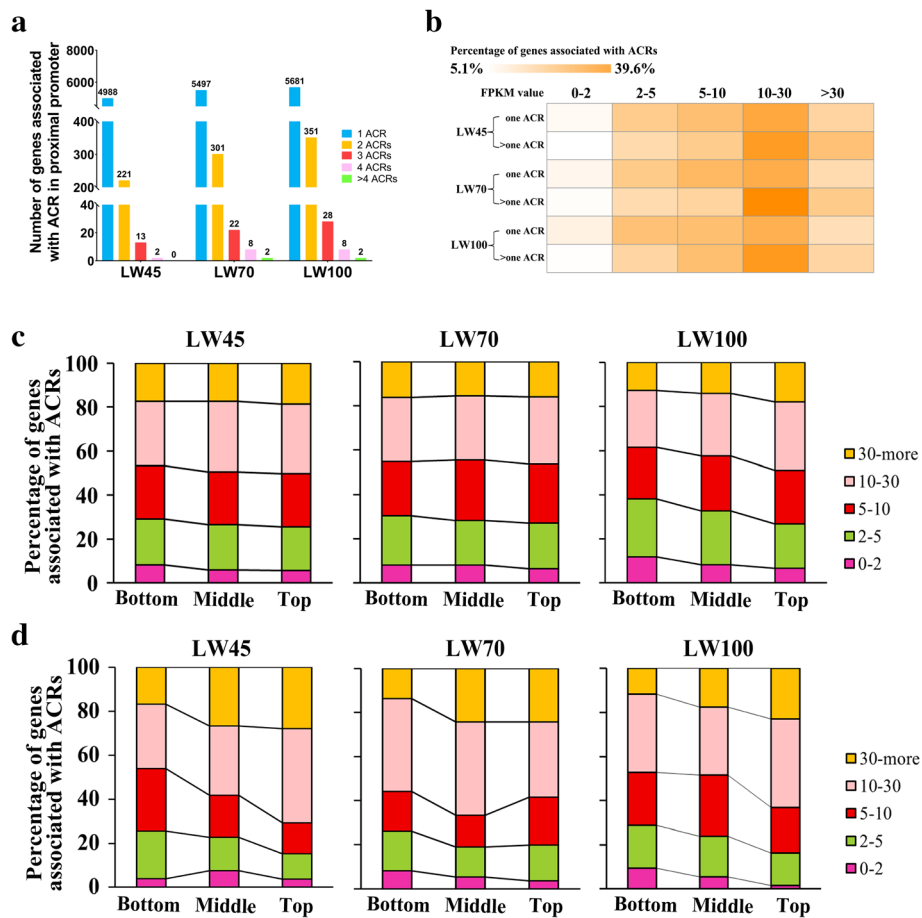 a
Number of genes associated
with ACR in proximal promoter
8000
6000
4000
400
300
200
40
20
0
4988
221
13
2
0
5497
301
22
8
2
5681
351
28
8
2
LW45
LW70
LW100
1 ACR
2 ACRs
3 ACRs
4 ACRs
>4 ACRs
b
Percentage of genes associated with ACRs
5.1%
39.6%
FPKM value
0-2
2-5
5-10
10-30
>30
LW45
one ACR
>one ACR
LW70
one ACR
>one ACR
LW100
one ACR
>one ACR
c
LW45
LW70
LW100
Percentage of genes
associated with ACRs
100
80
60
40
20
0
Bottom
Middle
Top
Bottom
Middle
Top
Bottom
Middle
Top
30-more
10-30
5-10
2-5
0-2
d
LW45
LW70
LW100
Percentage of genes
associated with ACRs
100
80
60
40
20
0
Bottom
Middle
Top
Bottom
Middle
Top
Bottom
Middle
Top
30-more
10-30
5-10
2-5
0-2